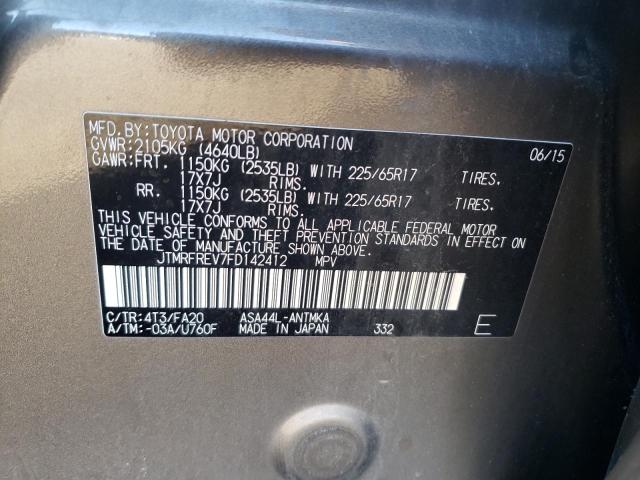 MFD.BY:TOYOTA MOTOR CORPORATION
GVWR:2105KG (4640LB) 06/15
GAWR:FRT. 1150KG (2535LB) WITH 225/65R17 TIRES.
17X7J RIMS.
RR. 1150KG (2535LB) WITH 225/65R17 TIRES.
17X7J RIMS.
THIS VEHICLE CONFORMS TO ALL APPLICABLE FEDERAL MOTOR
VEHICLE SAFETY AND THEFT PREVENTION STANDARDS IN EFFECT ON
THE DATE OF MANUFACTURE SHOWN ABOVE.
JTMRFREV7FD142412 MPV
C/TR:4T3/FA20 ASA44L-ANTMKA
A/TM:-03A/U760F MADE IN JAPAN 332 E